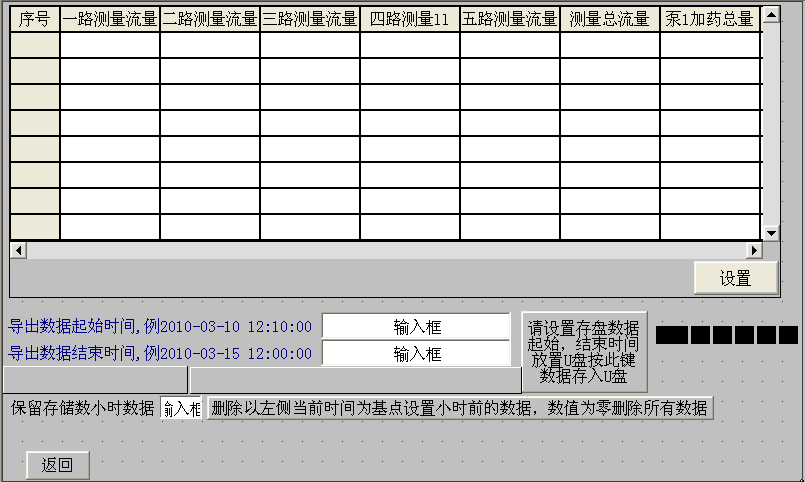 序号 一路测量流量 二路测量流量 三路测量流量 四路测量11 五路测量流量 测量总流量 泵1加药总量
设置
导出数据起始时间,例2010-03-10 12:10:00 输入框
导出数据结束时间,例2010-03-15 12:00:00 输入框
请设置存盘数据
起始，结束时间
放置U盘按此键
数据存入U盘
保留存储数小时数据 输入框 删除以左侧当前时间为基点设置小时前的数据，数值为零删除所有数据
返回